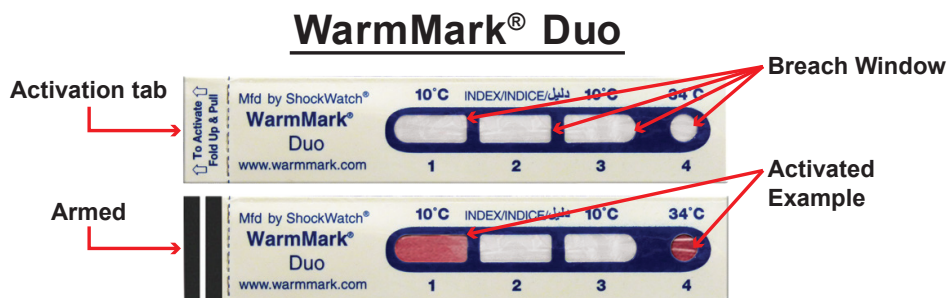 WarmMark® Duo
Activation tab
Breach Window
To Activate
Fold Up & Pull
Mfd by ShockWatch®
WarmMark®
Duo
www.warmmark.com
10°C INDEX/INDICE/دليل 10°C 34°C
1 2 3 4
Activated
Example
Armed
Mfd by ShockWatch®
WarmMark®
Duo
www.warmmark.com
10°C INDEX/INDICE/دليل 10°C 34°C
1 2 3 4